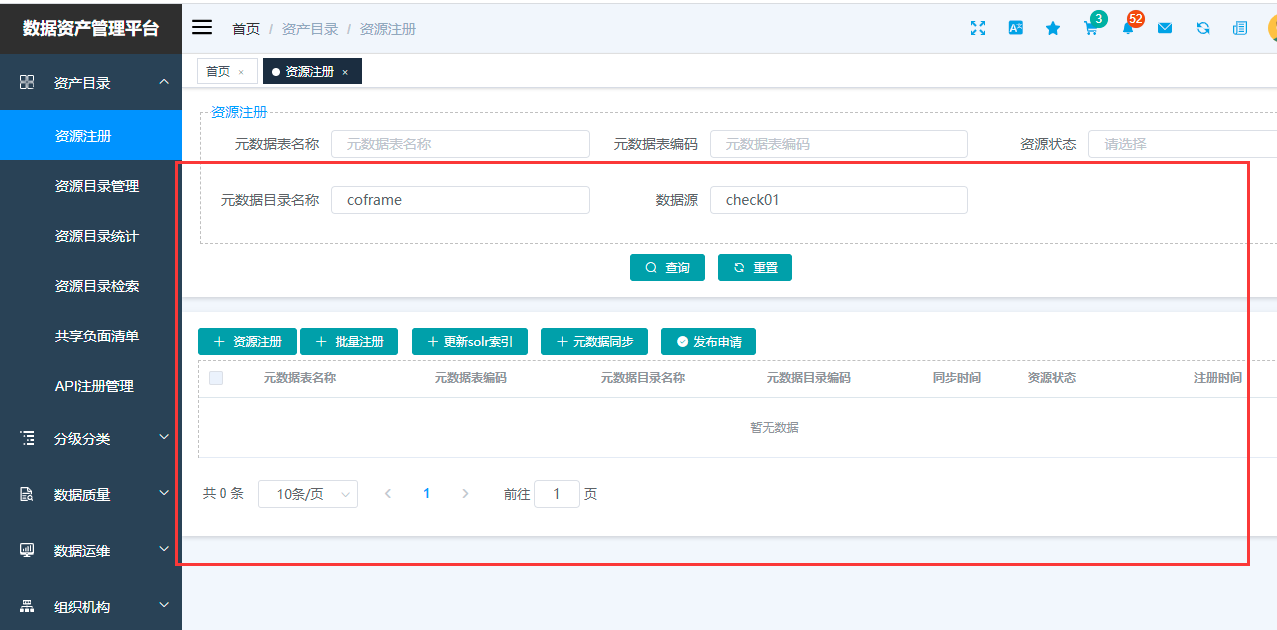 数据资产管理平台
首页 / 资产目录 / 资源注册
3
52
首页 ×
资源注册 ×
资产目录
资源注册
资源目录管理
资源目录统计
资源目录检索
共享负面清单
API注册管理
分级分类
数据质量
数据运维
组织机构
资源注册
元数据表名称 元数据表名称 元数据表编码 元数据表编码 资源状态 请选择
元数据目录名称 coframe 数据源 check01
查询 重置
资源注册 批量注册 更新solr索引 元数据同步 发布申请
元数据表名称 元数据表编码 元数据目录名称 元数据目录编码 同步时间 资源状态 注册时间
暂无数据
共 0 条 10条/页 < 1 > 前往 1 页